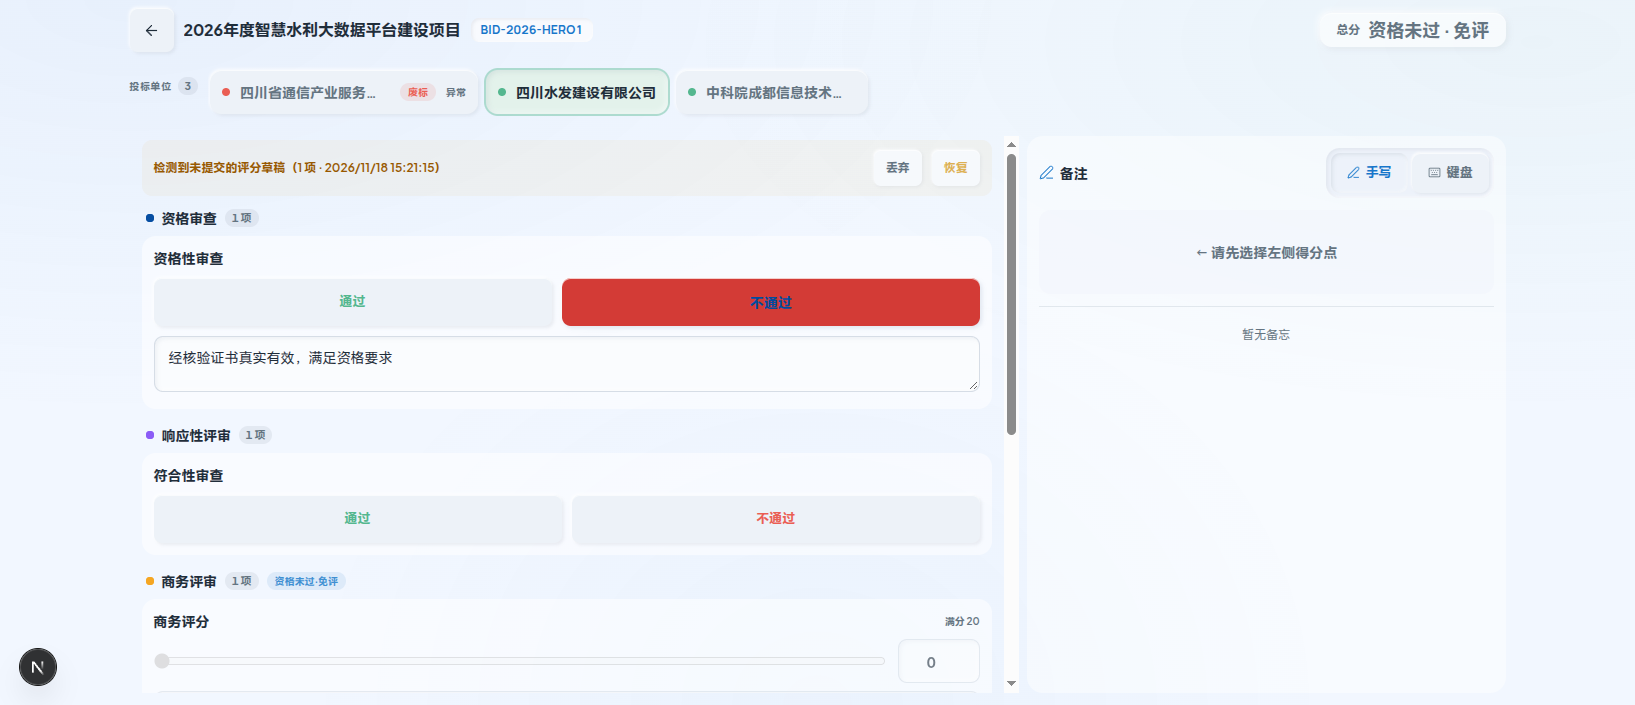 2026年度智慧水利大数据平台建设项目 BID-2026-HERO1
总分 资格未过 · 免评
投标单位 3
四川省通信产业服务... 废标 异常
四川水发建设有限公司
中科院成都信息技术...
检测到未提交的评分草稿（1 项 · 2026/11/18 15:21:15）
丢弃
恢复
资格审查 1 项
资格性审查
通过
不通过
经核验证书真实有效，满足资格要求
响应性评审 1 项
符合性审查
通过
不通过
商务评审 1 项 资格未过·免评
商务评分 满分 20
0
备注
手写
键盘
← 请先选择左侧得分点
暂无备忘
N